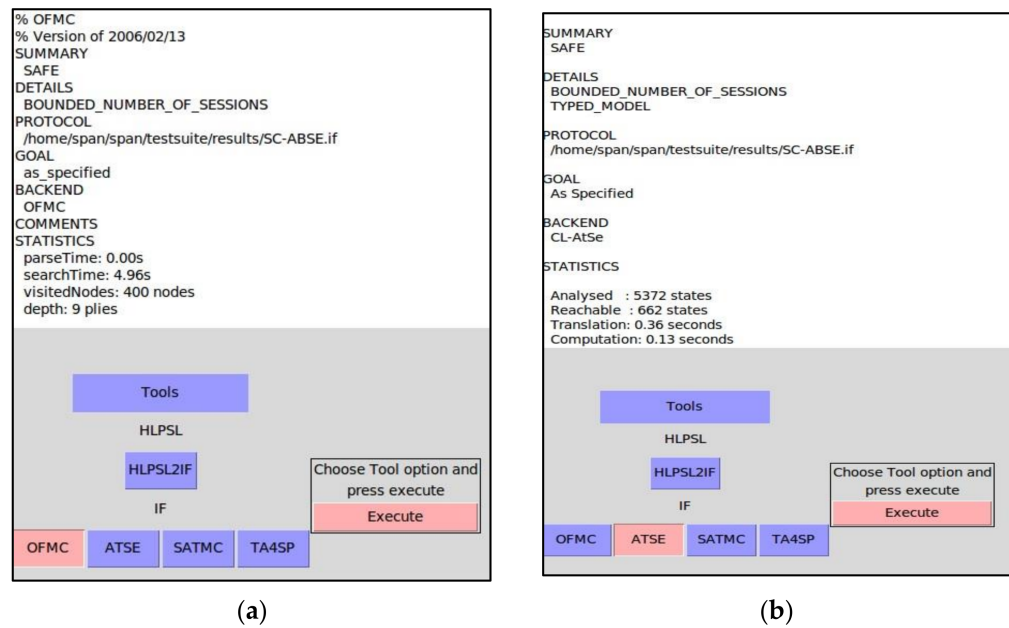 % OFMC
% Version of 2006/02/13
SUMMARY
SAFE
DETAILS
BOUNDED_NUMBER_OF_SESSIONS
PROTOCOL
/home/span/span/testsuite/results/SC-ABSE.if
GOAL
as_specified
BACKEND
OFMC
COMMENTS
STATISTICS
parseTime: 0.00s
searchTime: 4.96s
visitedNodes: 400 nodes
depth: 9 plies
Tools
HLPSL
HLPSL2IF
IF
Choose Tool option and
press execute
Execute
OFMC ATSE SATMC TA4SP
(a)
SUMMARY
SAFE
DETAILS
BOUNDED_NUMBER_OF_SESSIONS
TYPED_MODEL
PROTOCOL
/home/span/span/testsuite/results/SC-ABSE.if
GOAL
As Specified
BACKEND
CL-AtSe
STATISTICS
Analysed : 5372 states
Reachable : 662 states
Translation: 0.36 seconds
Computation: 0.13 seconds
Tools
HLPSL
HLPSL2IF
IF
Choose Tool option and
press execute
Execute
OFMC ATSE SATMC TA4SP
(b)